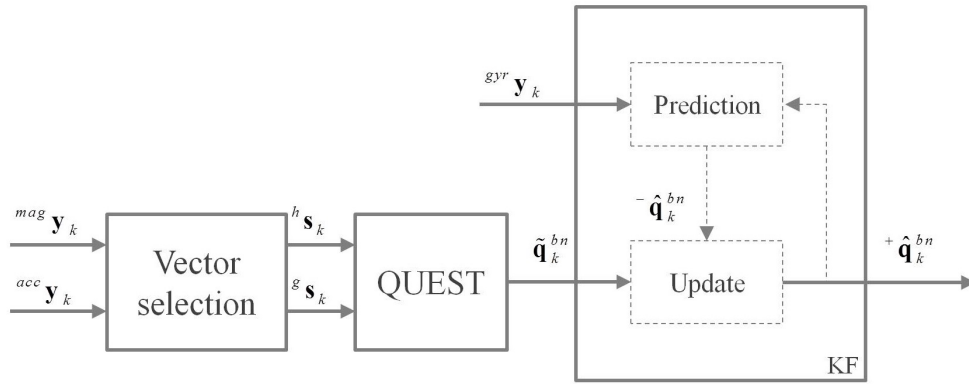 gyr y k
Prediction
− q̂ k bn
mag y k
h s k
acc y k
g s k
Vector
selection
QUEST
q̃ k bn
Update
+ q̂ k bn
KF